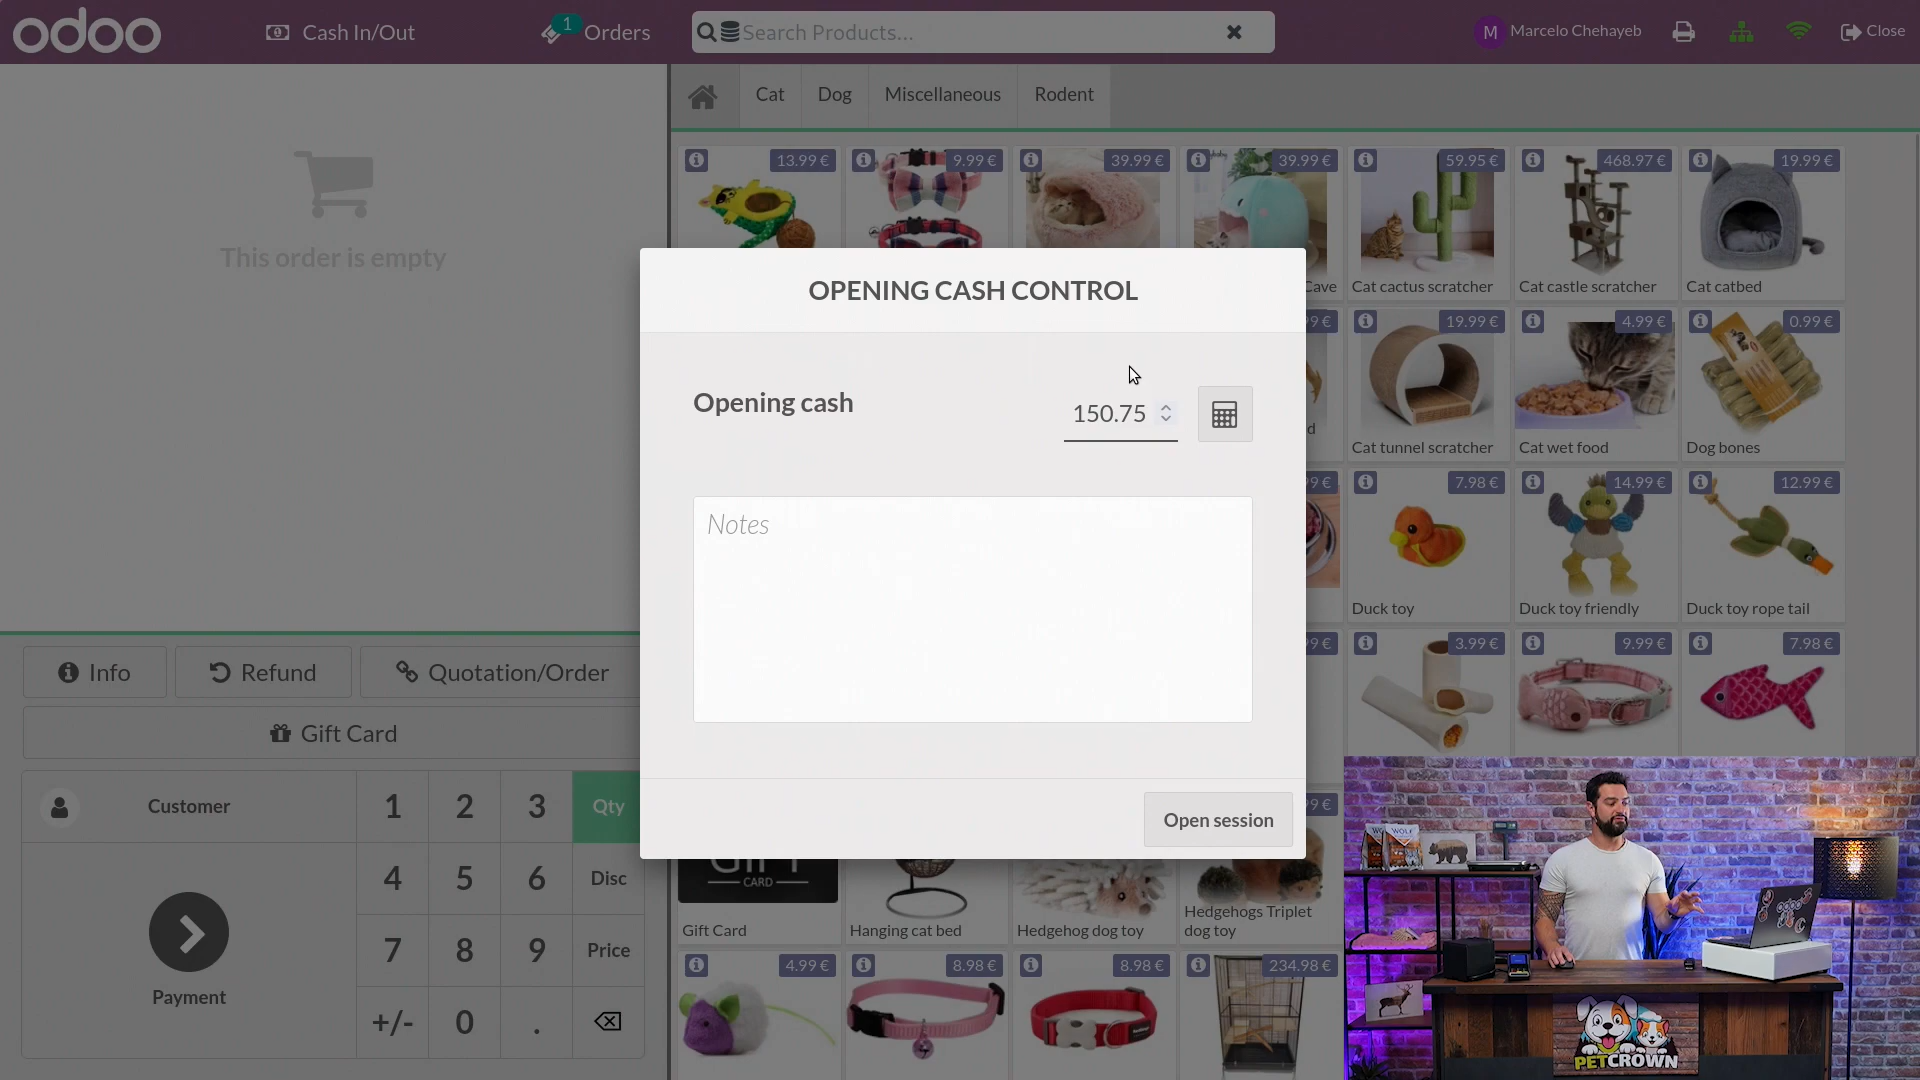 odoo
Cash In/Out
1
Orders
Search Products...
M
Marcelo Chehayeb
Close
Cat
Dog
Miscellaneous
Rodent
This order is empty
13.99 €
9.99 €
39.99 €
39.99 €
59.95 €
468.97 €
19.99 €
Cave
Cat cactus scratcher
Cat castle scratcher
Cat catbed
9 €
19.99 €
4.99 €
0.99 €
d
Cat tunnel scratcher
Cat wet food
Dog bones
9 €
7.98 €
14.99 €
12.99 €
Duck toy
Duck toy friendly
Duck toy rope tail
9 €
3.99 €
9.99 €
7.98 €
OPENING CASH CONTROL
Opening cash
150.75
Notes
Open session
Info
Refund
Quotation/Order
Gift Card
Customer
1
2
3
Qty
4
5
6
Disc
7
8
9
Price
+/-
0
.
Payment
9 €
CARD
Gift Card
Hanging cat bed
Hedgehog dog toy
Hedgehogs Triplet
dog toy
4.99 €
8.98 €
8.98 €
234.98 €
WOLF
odoo
PETCROWN